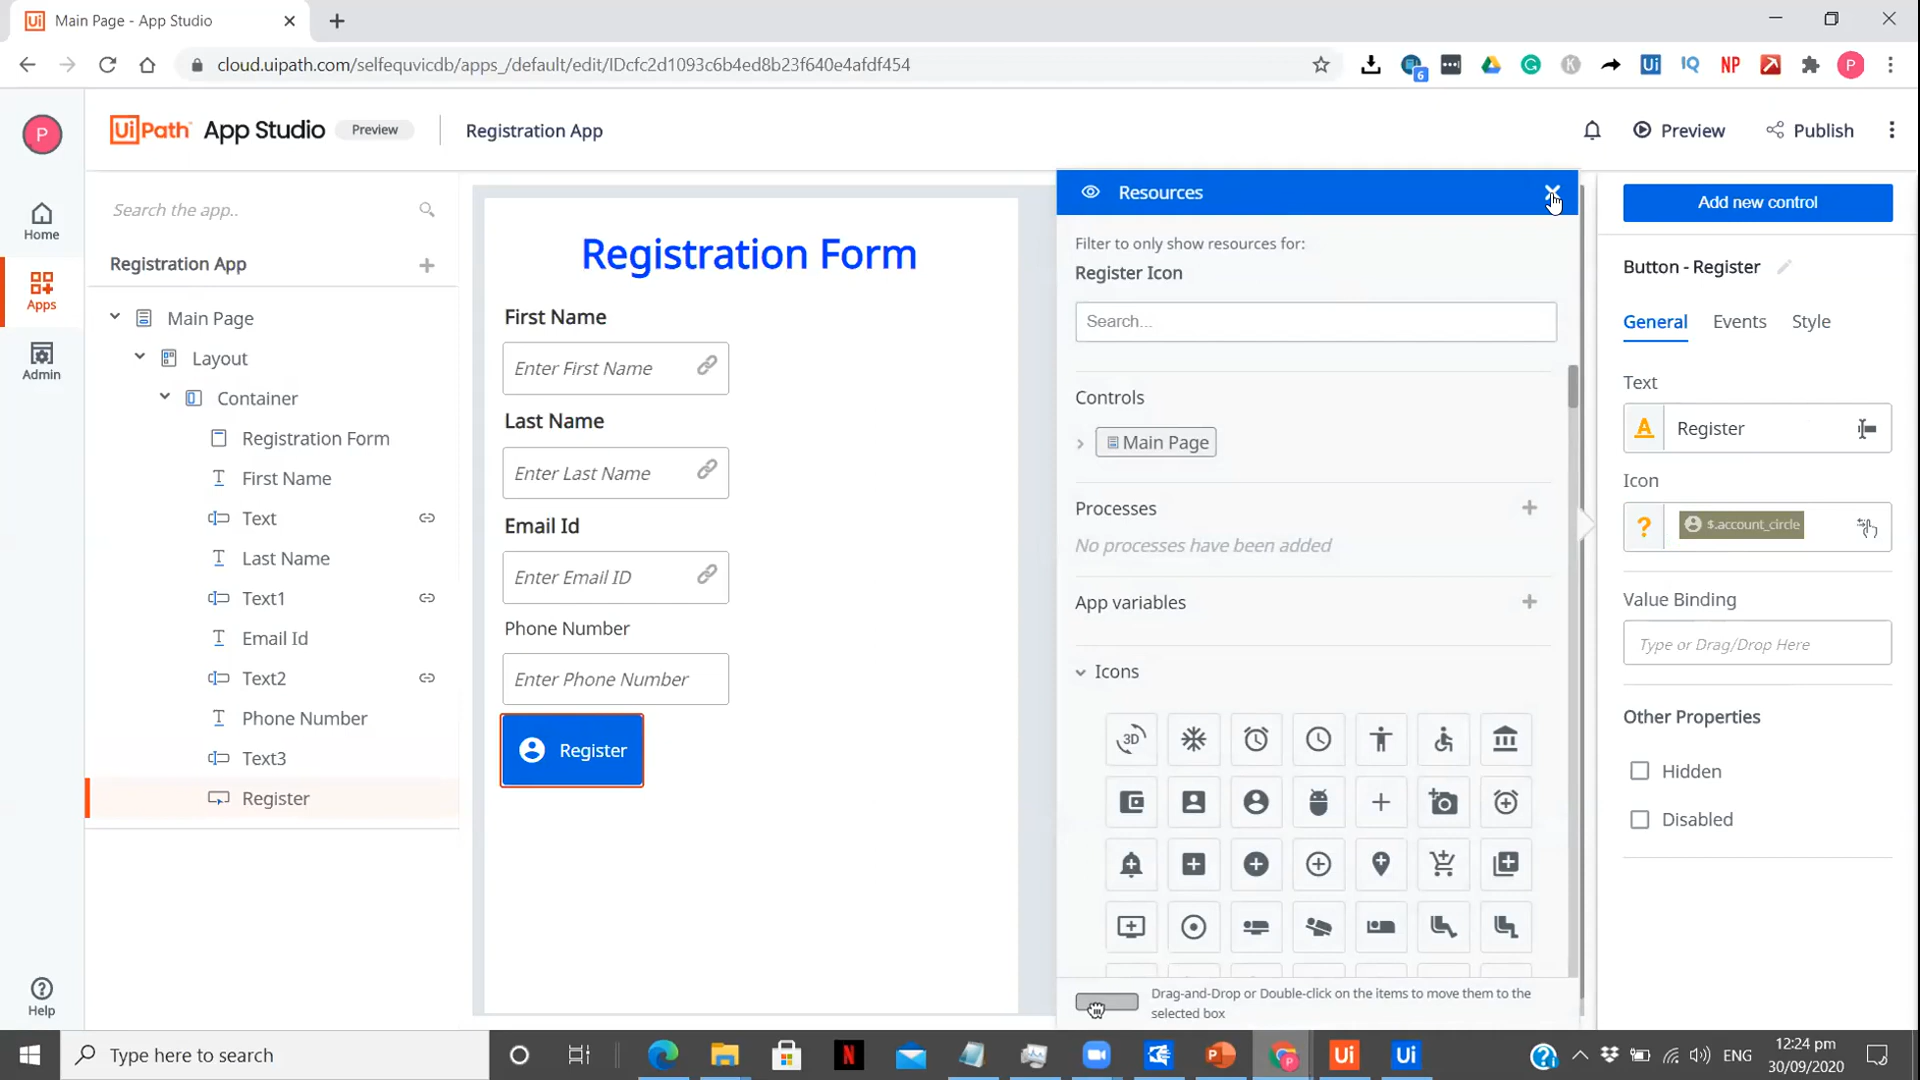 Main Page - App Studio
cloud.uipath.com/selfequvicdb/apps_/default/edit/IDcfc2d1093c6b4ed8b23f640e4afdf454
6
Ui
IQ
NP
P
P
UiPath App Studio
Preview
Registration App
Preview
Publish
Home
Apps
Admin
Help
Search the app..
Registration App
Main Page
Layout
Container
Registration Form
First Name
Text
Last Name
Text1
Email Id
Text2
Phone Number
Text3
Register
Registration Form
First Name
Enter First Name
Last Name
Enter Last Name
Email Id
Enter Email ID
Phone Number
Enter Phone Number
Register
Resources
Filter to only show resources for:
Register Icon
Search...
Controls
Main Page
Processes
No processes have been added
App variables
Icons
3D
Drag-and-Drop or Double-click on the items to move them to the
selected box
Add new control
Button - Register
General
Events
Style
Text
A
Register
Icon
?
$.account_circle
Value Binding
Type or Drag/Drop Here
Other Properties
Hidden
Disabled
Type here to search
N
P
Ui
Ui
ENG
12:24 pm
30/09/2020